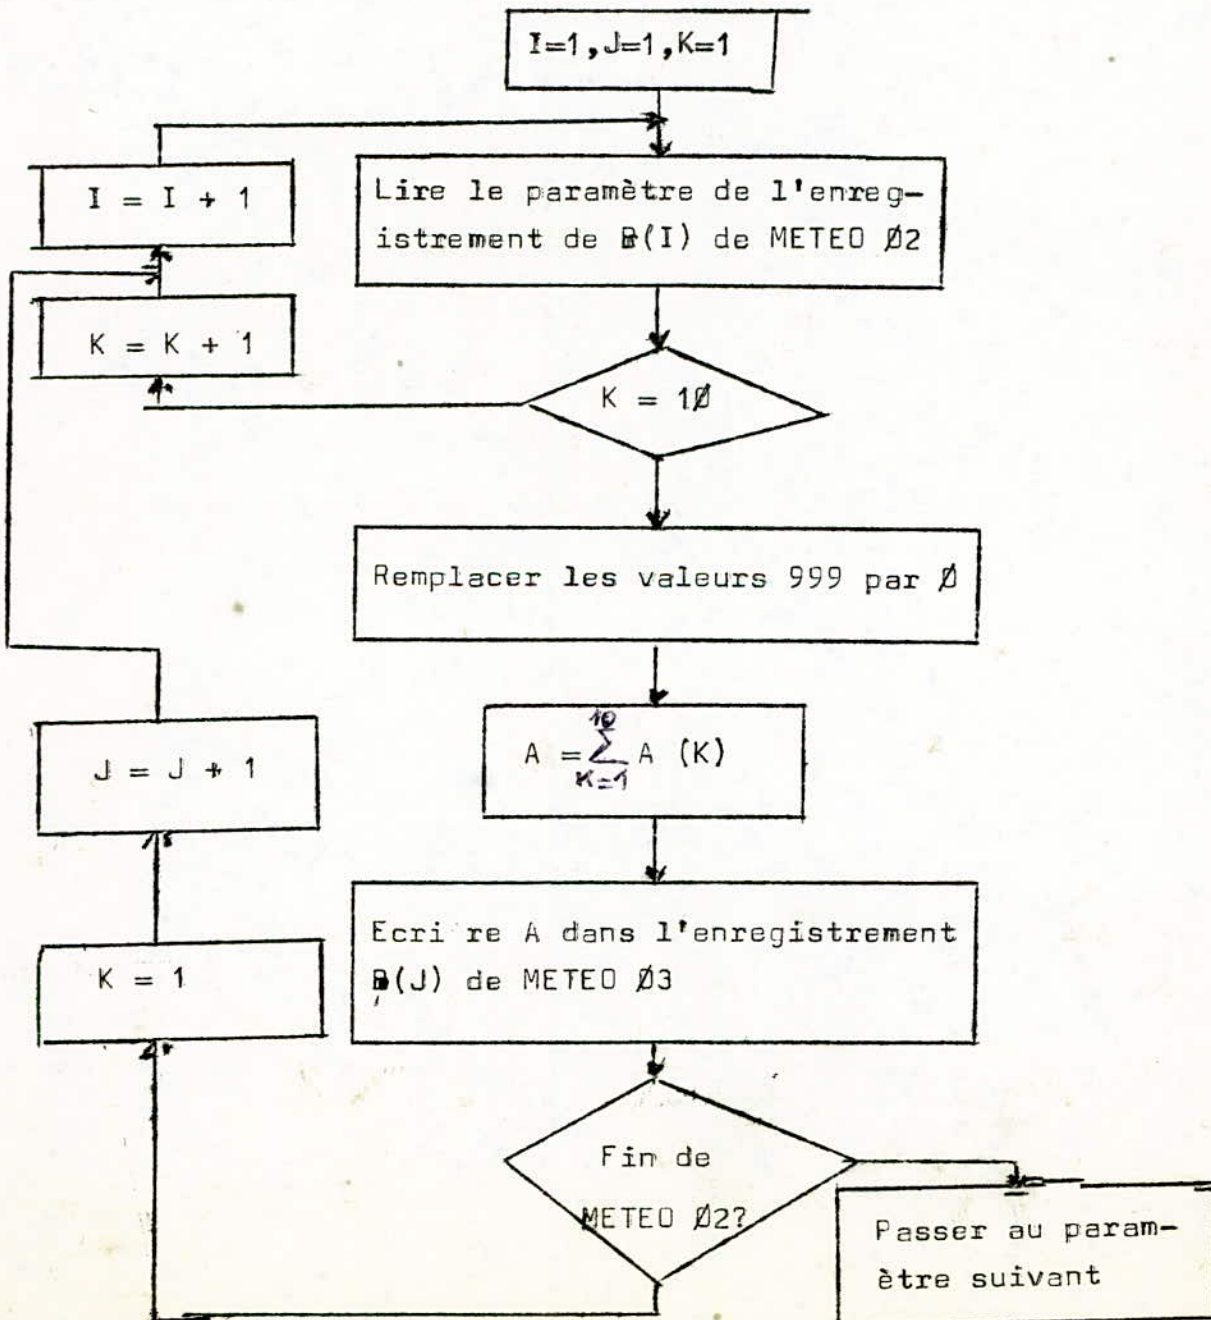 I=1,J=1,K=1
I = I + 1
Lire le paramètre de l'enreg-
istrement de (I) de METEO Ø2
K = K + 1
K = 1Ø
Remplacer les valeurs 999 par Ø
J = J + 1
10
A = ∑ A (K)
K=1
Ecri re A dans l'enregistrement
(J) de METEO Ø3
K = 1
Fin de
METEO Ø2?
Passer au param-
ètre suivant